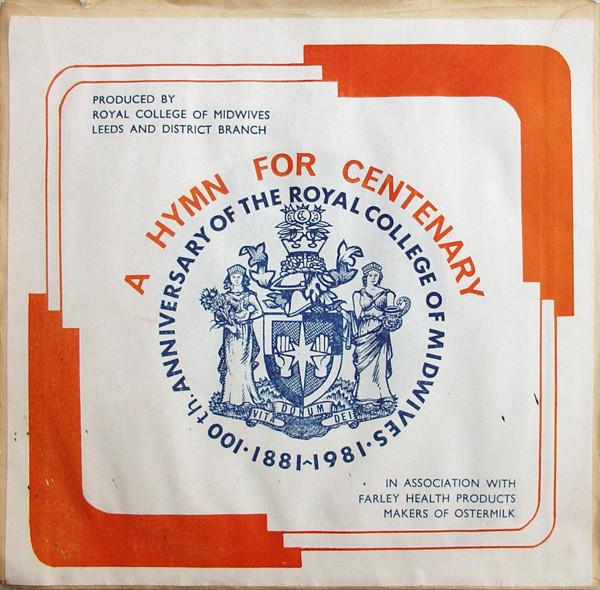 PRODUCED BY
ROYAL COLLEGE OF MIDWIVES
LEEDS AND DISTRICT BRANCH
A HYMN FOR CENTENARY
100th. ANNIVERSARY OF THE ROYAL COLLEGE OF MIDWIVES · 1881~1981 ·
VITA DONUM DEI
IN ASSOCIATION WITH
FARLEY HEALTH PRODUCTS
MAKERS OF OSTERMILK